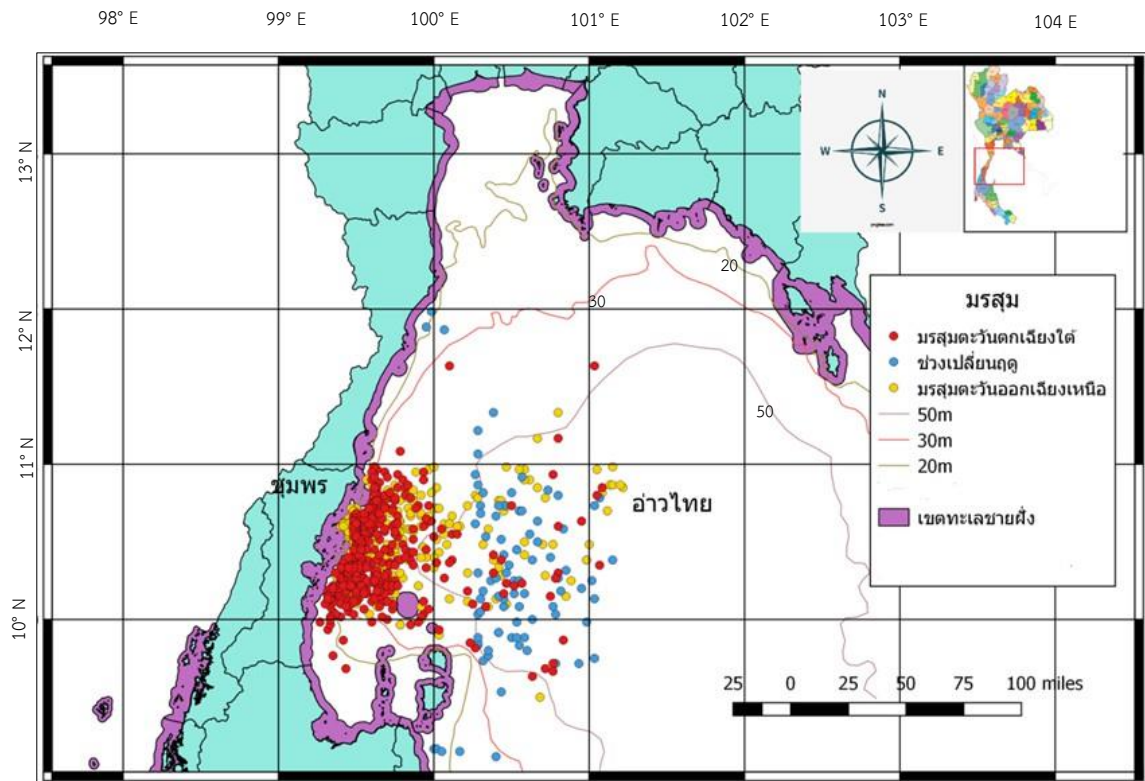 98° E 99° E 100° E 101° E 102° E 103° E 104° E
13° N
12° N
11° N
10° N
N
W E
S
20
30
50
ชุมพร
อ่าวไทย
มรสุม
มรสุมตะวันตกเฉียงใต้
ช่วงเปลี่ยนฤดู
มรสุมตะวันออกเฉียงเหนือ
50m
30m
20m
เขตทะเลชายฝั่ง
25 0 25 50 75 100 miles